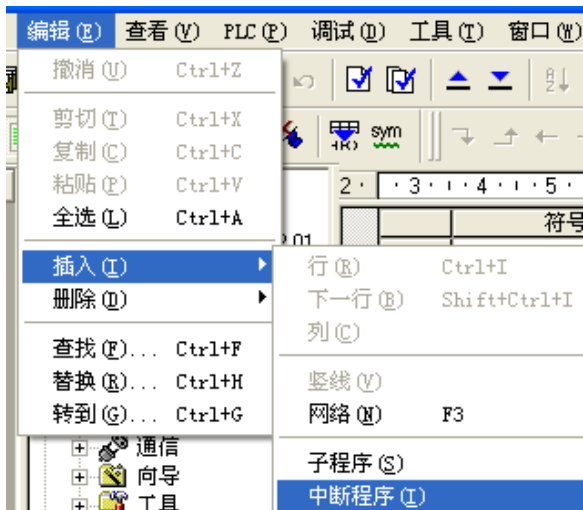 编辑(E) 查看(V) PLC(P) 调试(D) 工具(T) 窗口(W)
撤消(U) Ctrl+Z
剪切(T) Ctrl+X
复制(C) Ctrl+C
粘贴(P) Ctrl+V
全选(L) Ctrl+A
插入(I)
删除(D)
查找(F)... Ctrl+F
替换(R)... Ctrl+H
转到(G)... Ctrl+G
通信
向导
工具
sym
2 · · 3 · ı · 4 · ı · 5 ·
符号
行(R) Ctrl+I
下一行(B) Shift+Ctrl+I
列(C)
竖线(V)
网络(N) F3
子程序(S)
中断程序(I)